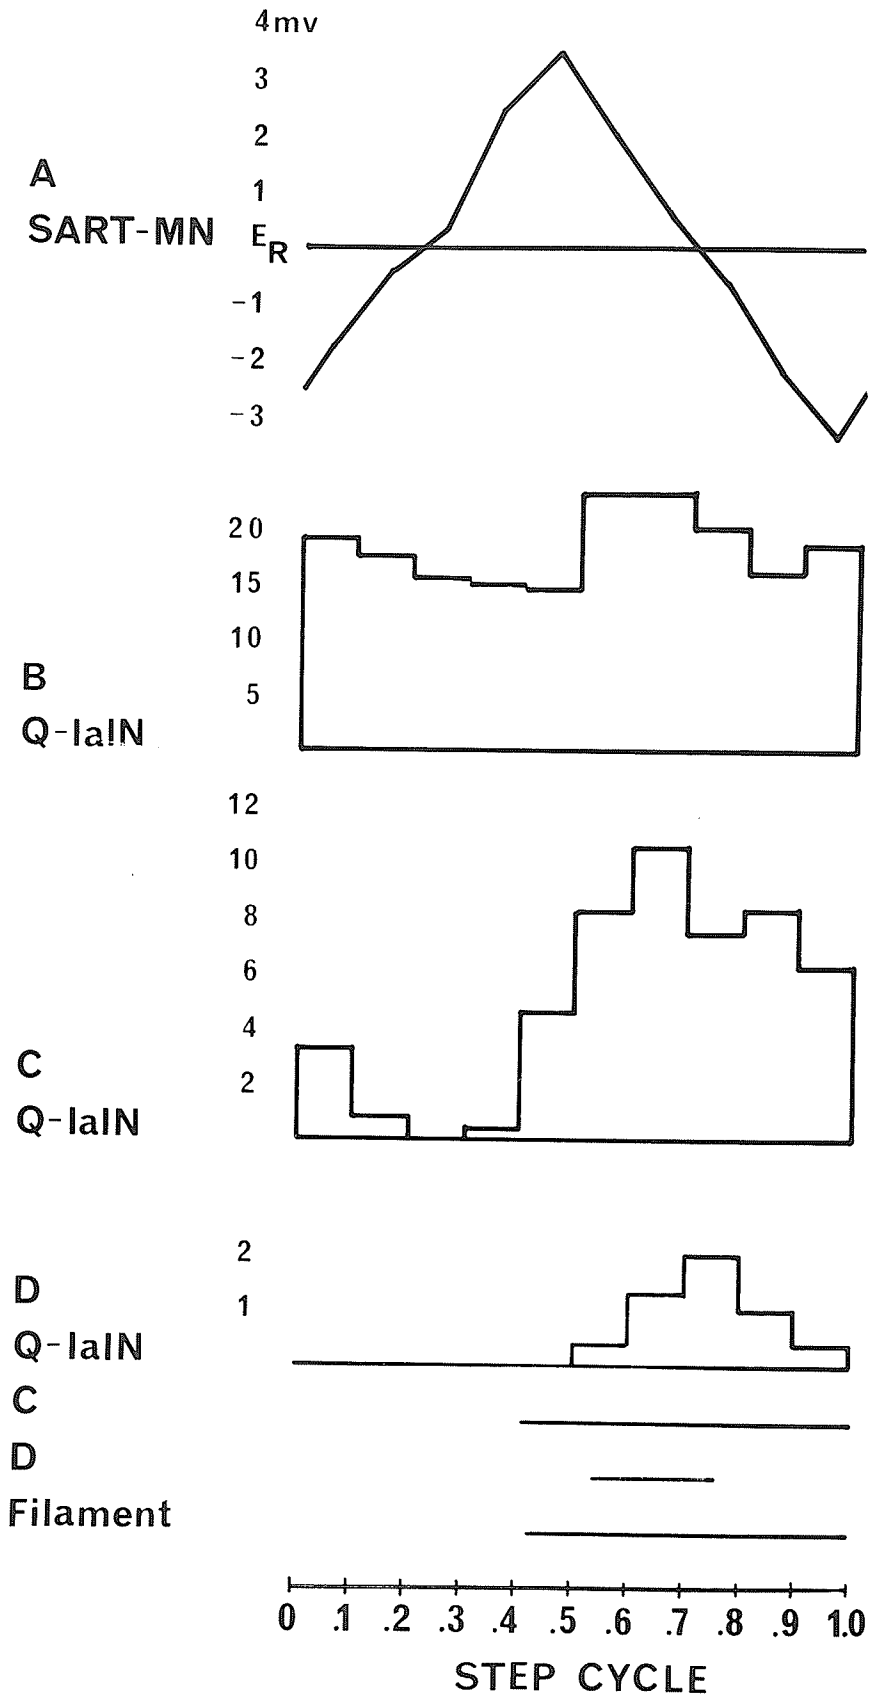 4mv
3
2
A
1
SART-MN
E R
-1
-2
-3
20
15
10
B
5
Q-IaIN
12
10
8
6
4
C
2
Q-IaIN
2
D
1
Q-IaIN
C
D
Filament
0 .1 .2 .3 .4 .5 .6 .7 .8 .9 1.0
STEP CYCLE